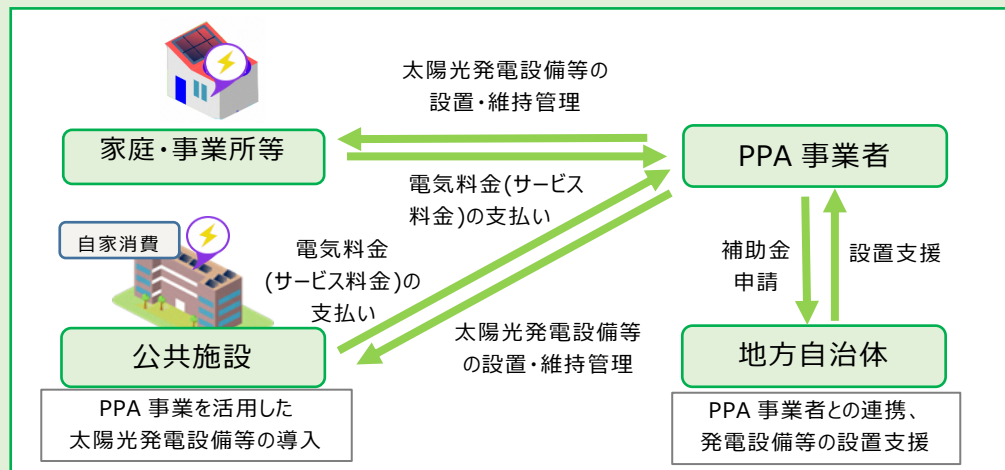 太陽光発電設備等の
設置・維持管理
家庭・事業所等
PPA 事業者
電気料金(サービス
料金)の支払い
自家消費
電気料金
(サービス料金)の
支払い
補助金
申請
設置支援
太陽光発電設備等
の設置・維持管理
公共施設
地方自治体
PPA 事業を活用した
太陽光発電設備等の導入
PPA 事業者との連携、
発電設備等の設置支援